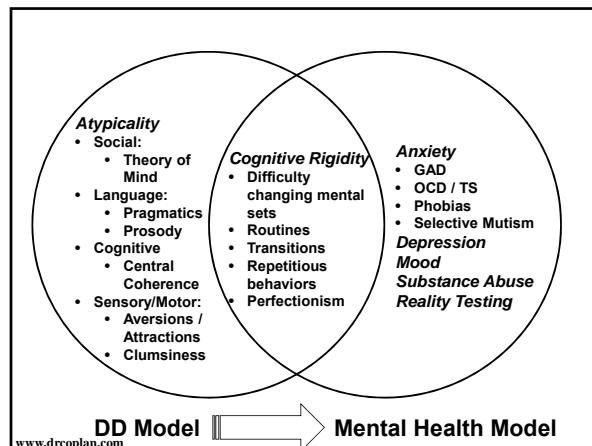 Atypicality
• Social:
• Theory of
Mind
• Language:
• Pragmatics
• Prosody
• Cognitive
• Central
Coherence
• Sensory/Motor:
• Aversions /
Attractions
• Clumsiness
Cognitive Rigidity
• Difficulty
changing mental
sets
• Routines
• Transitions
• Repetitious
behaviors
• Perfectionism
Anxiety
• GAD
• OCD / TS
• Phobias
• Selective Mutism
Depression
Mood
Substance Abuse
Reality Testing
DD Model
Mental Health Model
www.drcoplan.com